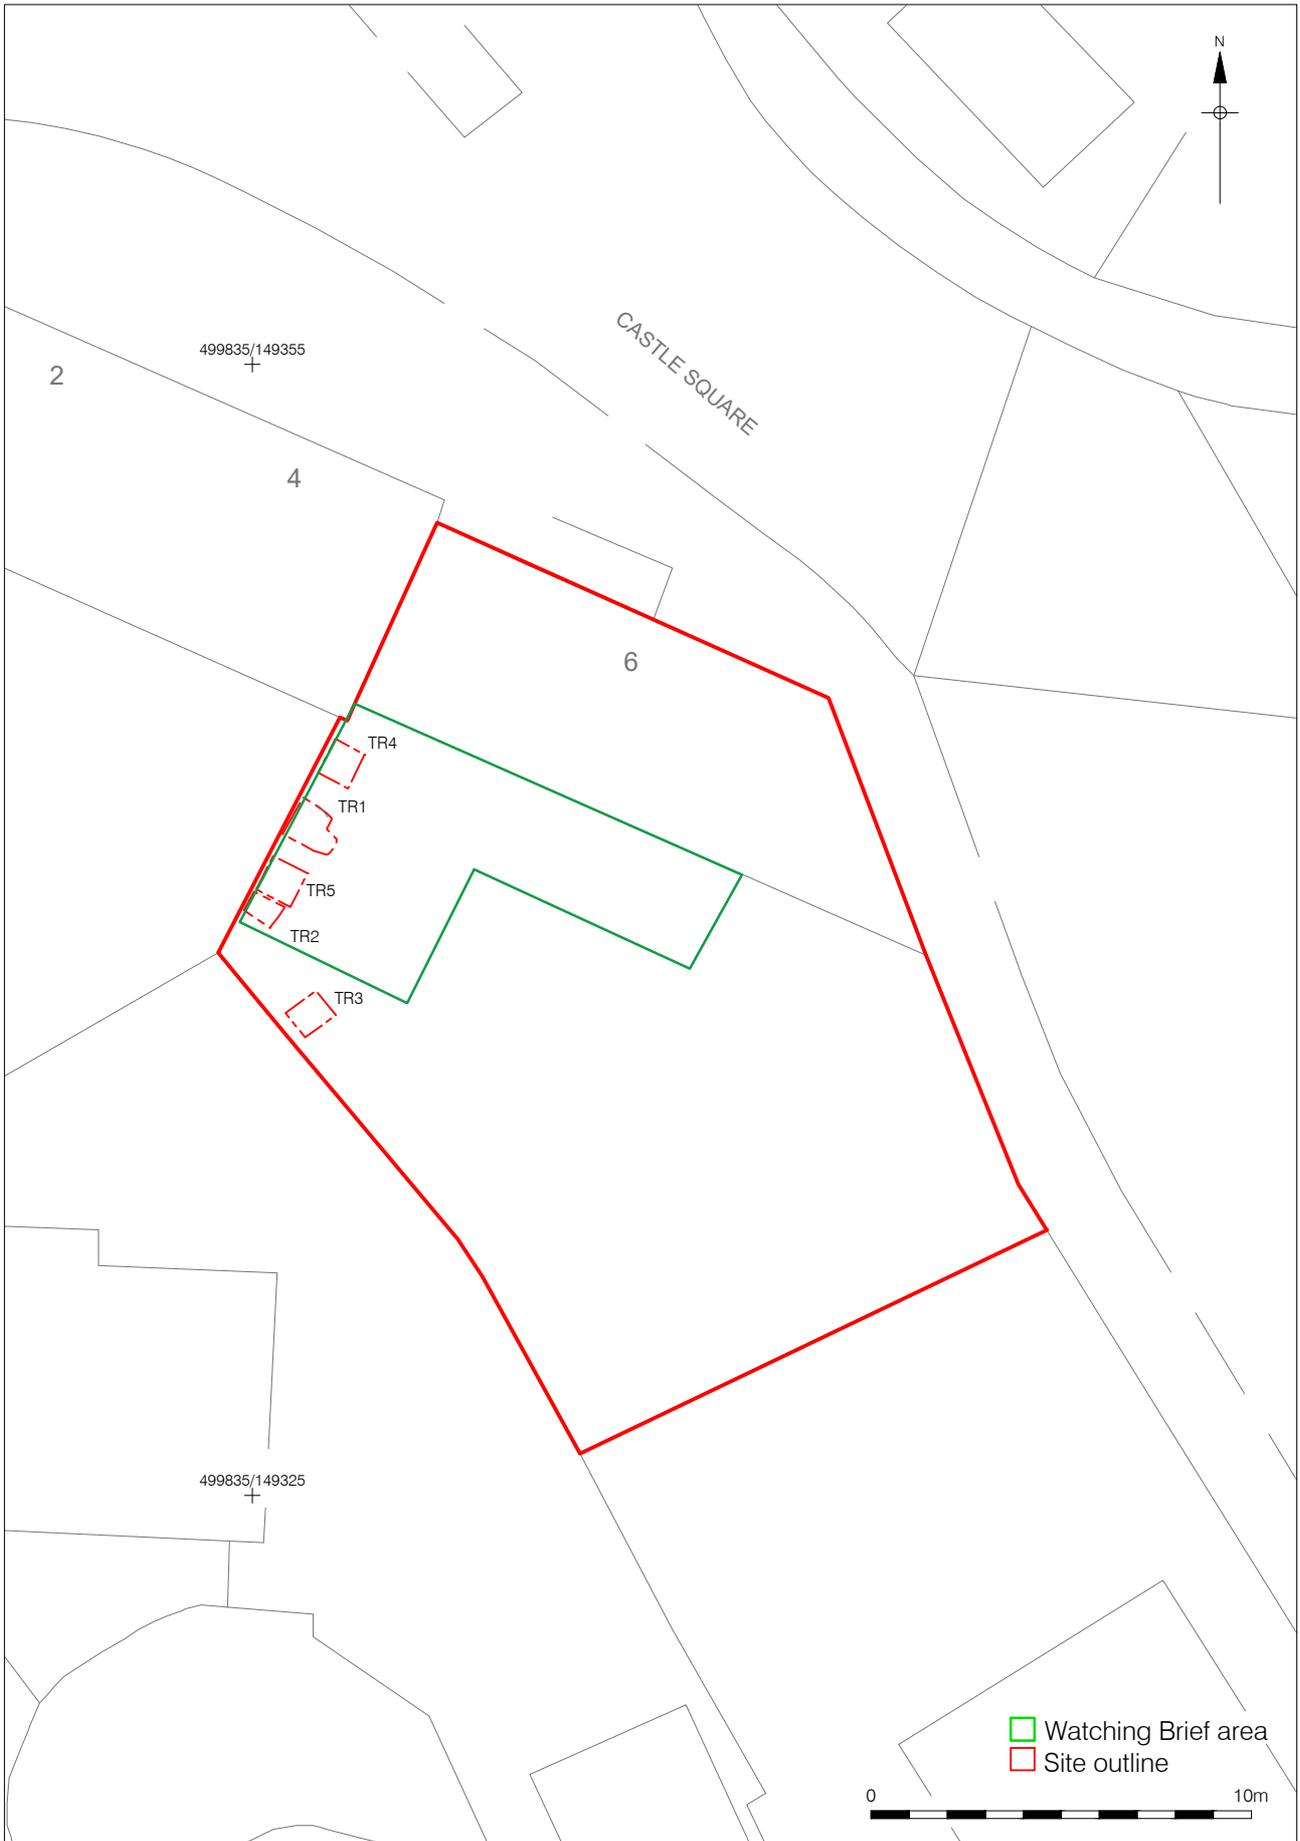 N
CASTLE SQUARE
499835/149355
2
4
6
TR4
TR1
TR5
TR2
TR3
499835/149325
Watching Brief area
Site outline
0 10m